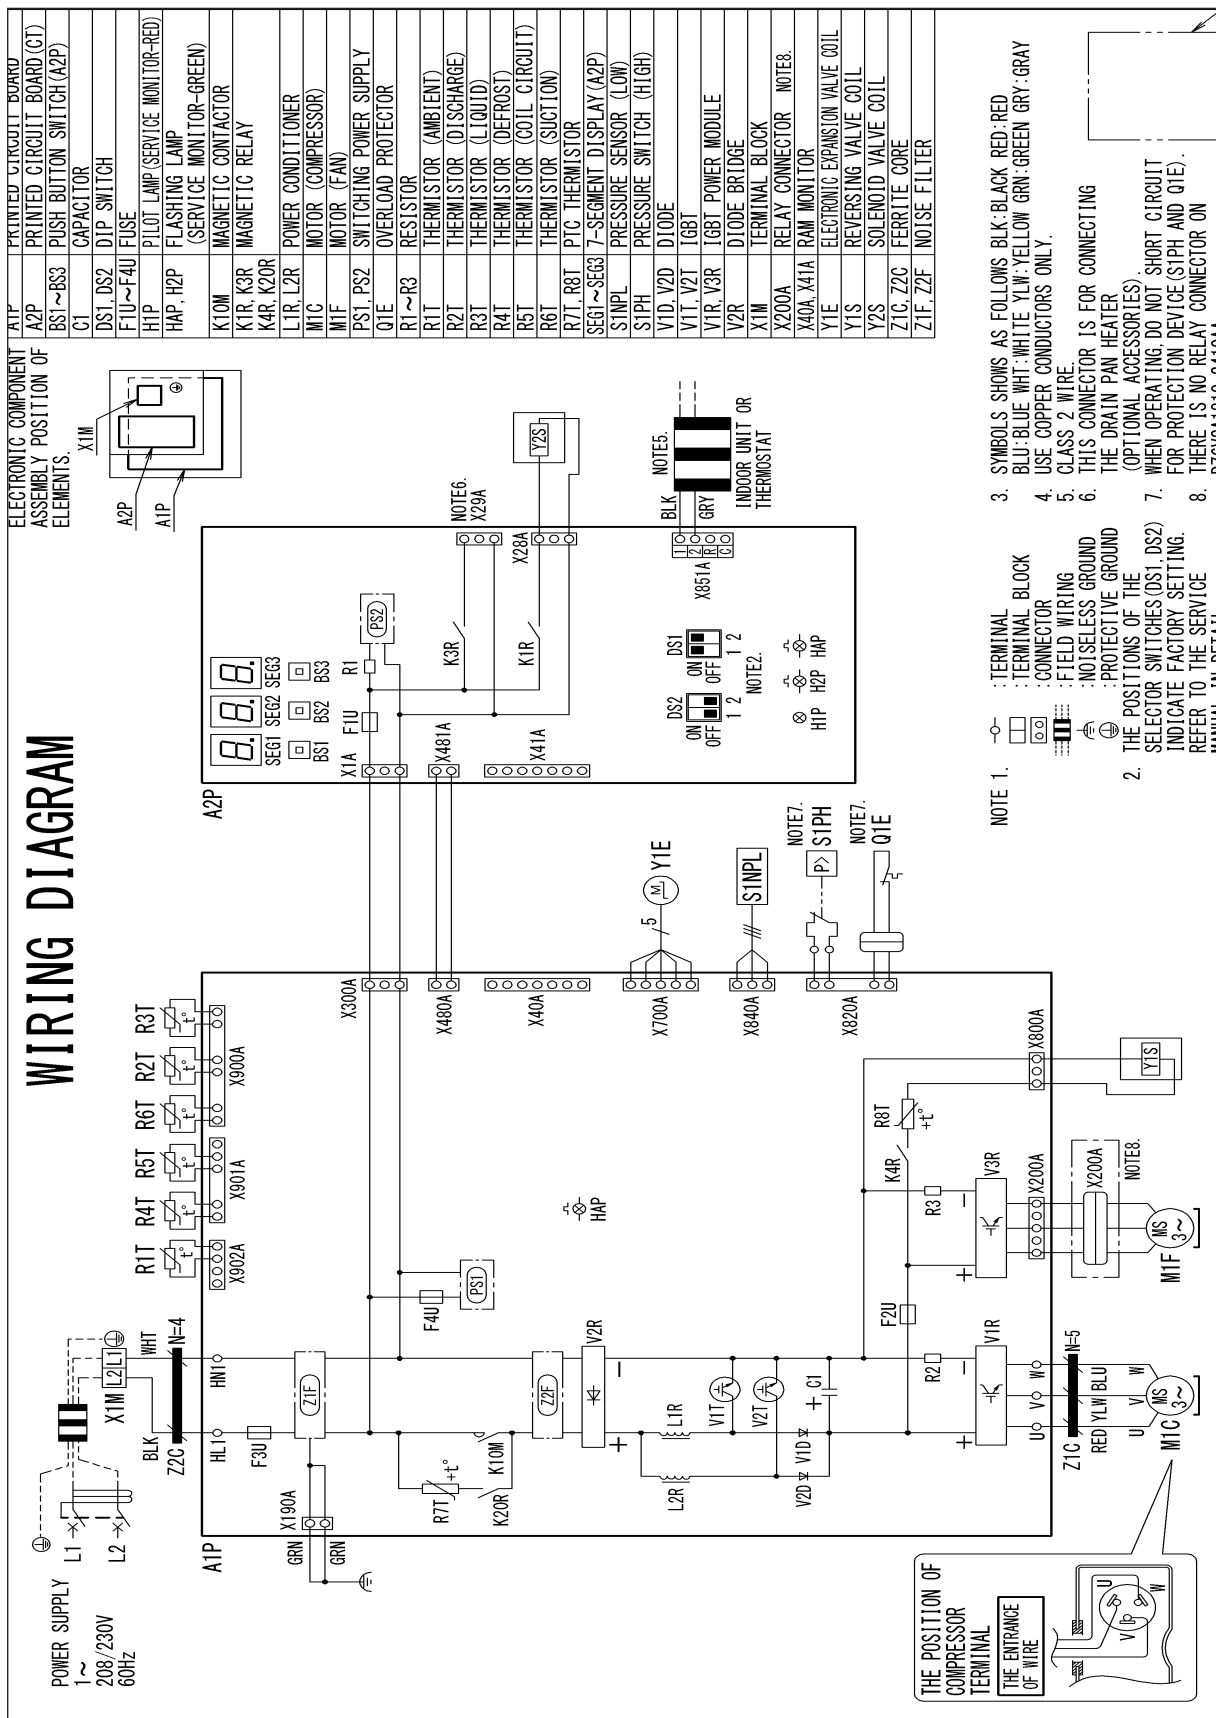 WIRING DIAGRAM
POWER SUPPLY
1~
208/230V
60Hz
L1
L2
X1M
L2 L1
BLK
WHT
Z2C
N=4
HL1
HN1
F3U
Z1F
X190A
GRN
GRN
A1P
R1T
R4T
R5T
R6T
R2T
R3T
t°
t°
t°
t°
t°
t°
X902A
X901A
X900A
R7T
+t°
K10M
K20R
F4U
PS1
Z2F
V2R
HAP
L1R
L2R
V1T
V2T
V1D
V2D
C1
F2U
R2
R3
K4R
R8T
+t°
V1R
V3R
U V W
Z1C
N=5
RED YLW BLU
U V W
MS
3~
M1C
X200A
X200A
NOTE8.
MS
3~
M1F
X800A
Y1S
X300A
X480A
X40A
X700A
X840A
X820A
5
M
Y1E
S1NPL
NOTE7.
P>
S1PH
NOTE7.
Q1E
A2P
SEG1 SEG2 SEG3
BS1 BS2 BS3
X1A
F1U
R1
PS2
X481A
X41A
K3R
K1R
NOTE6.
X29A
X28A
Y2S
DS2
DS1
ON
OFF
1 2
ON
OFF
1 2
NOTE2.
H1P H2P HAP
X851A
1
2
R
C
BLK
GRY
NOTE5.
INDOOR UNIT OR
THERMOSTAT
THE POSITION OF
COMPRESSOR
TERMINAL
THE ENTRANCE
OF WIRE
U
V
W
ELECTRONIC COMPONENT
ASSEMBLY POSITION OF
ELEMENTS.
X1M
A2P
A1P
A1P PRINTED CIRCUIT BOARD
A2P PRINTED CIRCUIT BOARD(CT)
BS1~BS3 PUSH BUTTON SWITCH(A2P)
C1 CAPACITOR
DS1, DS2 DIP SWITCH
F1U~F4U FUSE
H1P PILOT LAMP(SERVICE MONITOR-RED)
HAP, H2P FLASHING LAMP
(SERVICE MONITOR-GREEN)
K10M MAGNETIC CONTACTOR
K1R, K3R MAGNETIC RELAY
K4R, K20R
L1R, L2R POWER CONDITIONER
M1C MOTOR (COMPRESSOR)
M1F MOTOR (FAN)
PS1, PS2 SWITCHING POWER SUPPLY
Q1E OVERLOAD PROTECTOR
R1~R3 RESISTOR
R1T THERMISTOR (AMBIENT)
R2T THERMISTOR (DISCHARGE)
R3T THERMISTOR (LIQUID)
R4T THERMISTOR (DEFROST)
R5T THERMISTOR (COIL CIRCUIT)
R6T THERMISTOR (SUCTION)
R7T, R8T PTC THERMISTOR
SEG1~SEG3 7-SEGMENT DISPLAY(A2P)
S1NPL PRESSURE SENSOR (LOW)
S1PH PRESSURE SWITCH (HIGH)
V1D, V2D DIODE
V1T, V2T IGBT
V1R, V3R IGBT POWER MODULE
V2R DIODE BRIDGE
X1M TERMINAL BLOCK
X200A RELAY CONNECTOR NOTE8.
X40A, X41A RAM MONITOR
Y1E ELECTRONIC EXPANSION VALVE COIL
Y1S REVERSING VALVE COIL
Y2S SOLENOID VALVE COIL
Z1C, Z2C FERRITE CORE
Z1F, Z2F NOISE FILTER
NOTE 1. :TERMINAL
:TERMINAL BLOCK
:CONNECTOR
:FIELD WIRING
:NOISELESS GROUND
:PROTECTIVE GROUND
2. THE POSITIONS OF THE
SELECTOR SWITCHES(DS1, DS2)
INDICATE FACTORY SETTING.
REFER TO THE SERVICE
MANUAL IN DETAIL.
3. SYMBOLS SHOWS AS FOLLOWS BLK:BLACK RED:RED
BLU:BLUE WHT:WHITE YLW:YELLOW GRN:GREEN GRY:GRAY
4. USE COPPER CONDUCTORS ONLY.
5. CLASS 2 WIRE.
6. THIS CONNECTOR IS FOR CONNECTING
THE DRAIN PAN HEATER
(OPTIONAL ACCESSORIES).
7. WHEN OPERATING, DO NOT SHORT CIRCUIT
FOR PROTECTION DEVICE(S1PH AND Q1E).
8. THERE IS NO RELAY CONNECTOR ON